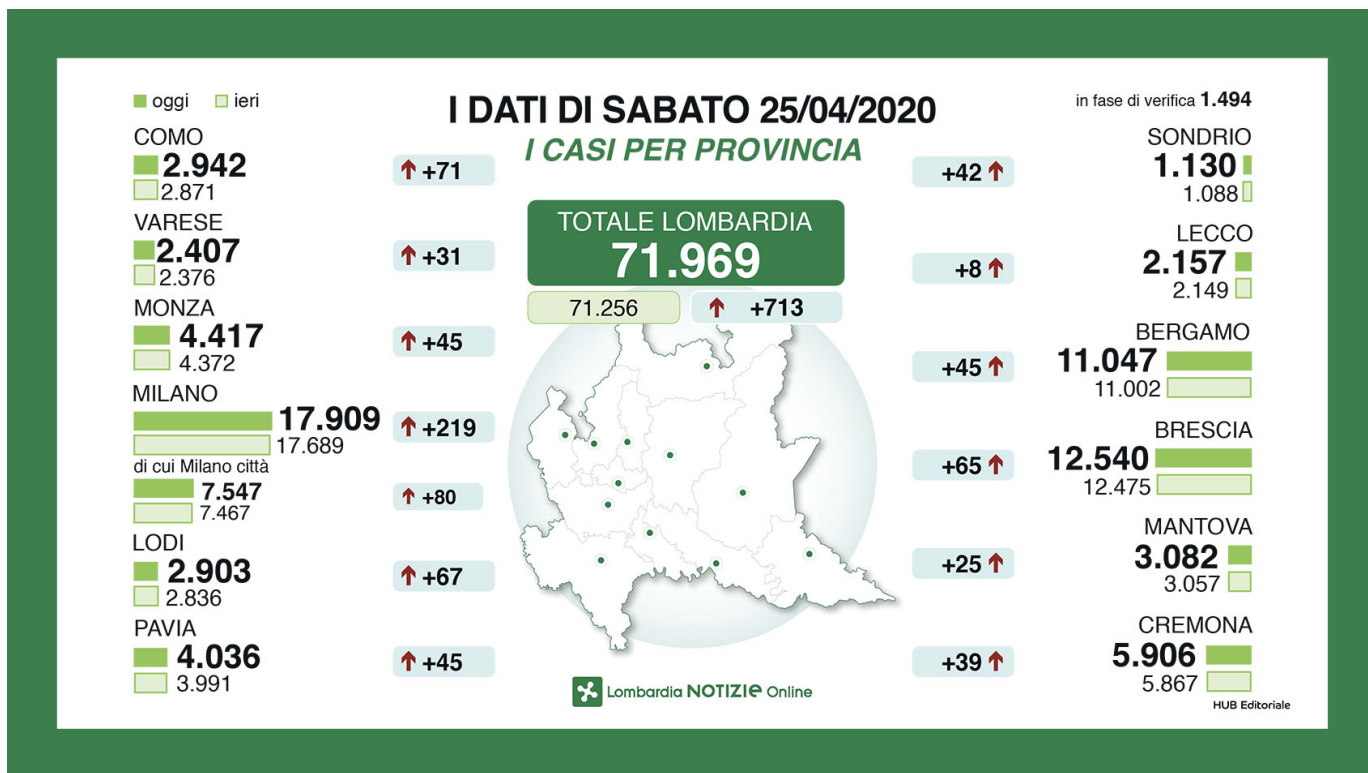 oggi ieri
I DATI DI SABATO 25/04/2020
I CASI PER PROVINCIA
in fase di verifica 1.494
TOTALE LOMBARDIA
71.969
71.256 +713
COMO
2.942
2.871
+71
VARESE
2.407
2.376
+31
MONZA
4.417
4.372
+45
MILANO
17.909
17.689
+219
di cui Milano città
7.547
7.467
+80
LODI
2.903
2.836
+67
PAVIA
4.036
3.991
+45
SONDRIO
+42
1.130
1.088
LECCO
+8
2.157
2.149
BERGAMO
+45
11.047
11.002
BRESCIA
+65
12.540
12.475
MANTOVA
+25
3.082
3.057
CREMONA
+39
5.906
5.867
Lombardia NOTIZIE Online
HUB Editoriale